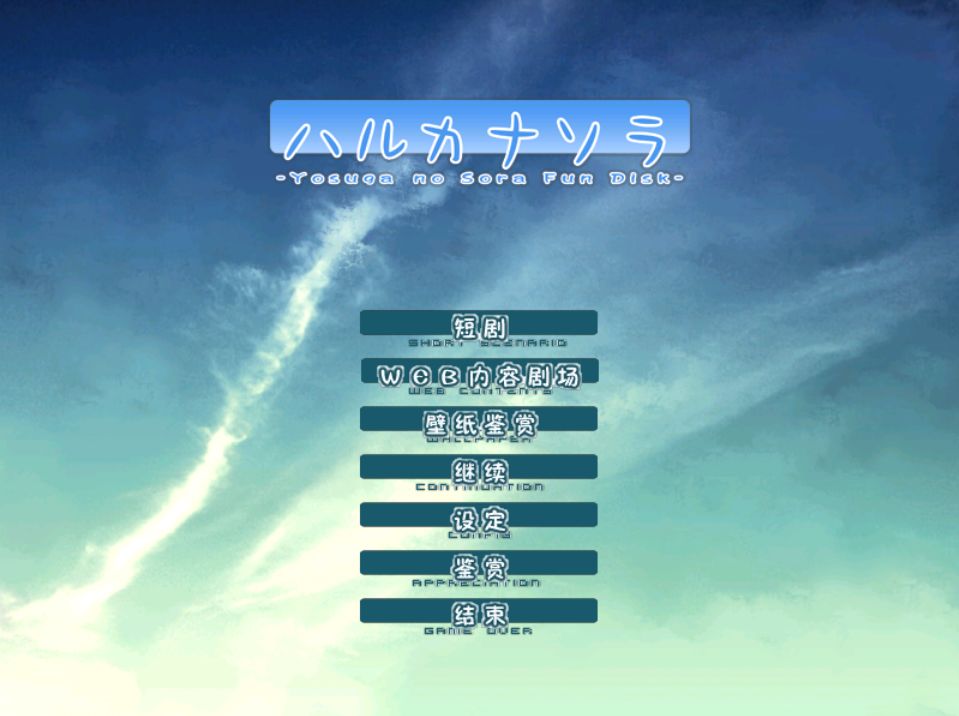 ハルカナソラ
-Yosuga no Sora Fun Disk-
短剧
SHORT SCENARIO
WEB内容剧场
WEB CONTENTS
壁纸鉴赏
WALLPAPER
继续
CONTINUATION
设定
CONFIG
鉴赏
APPRECIATION
结束
GAME OVER